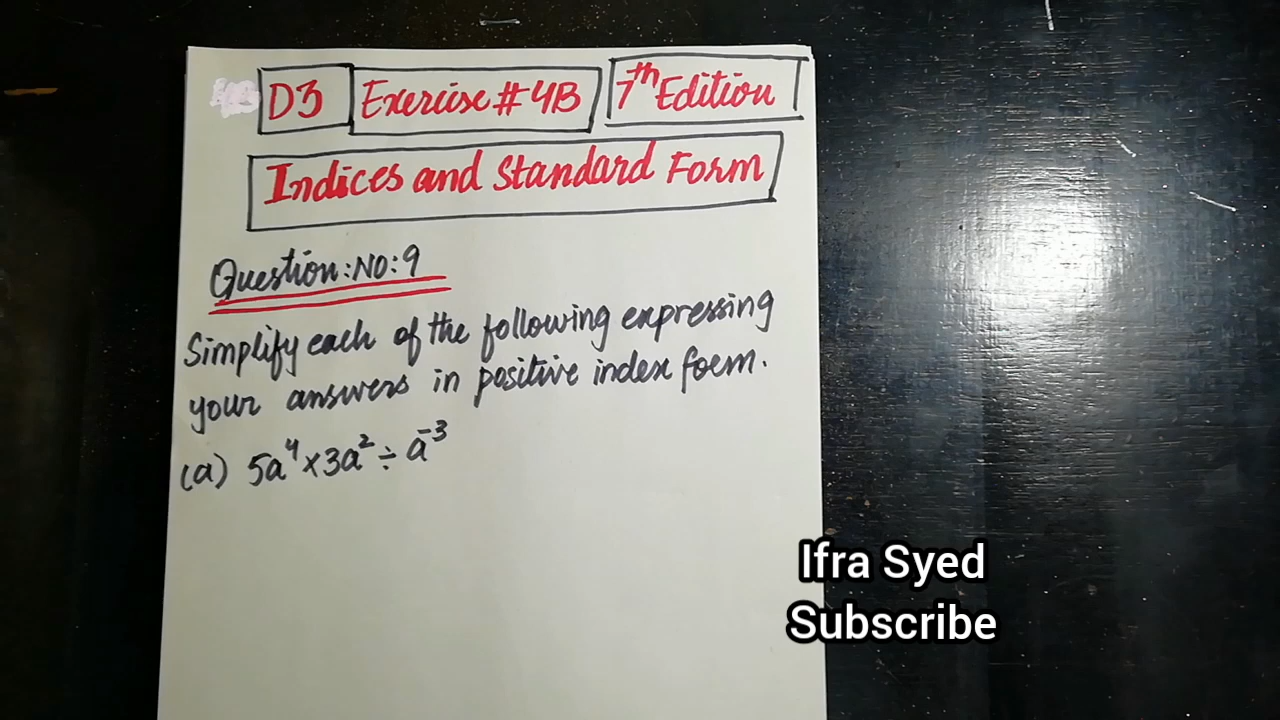 D3 Exercise # 4B 7th Edition
Indices and Standard Form
Question: No: 9
Simplify each of the following expressing
your answers in positive index form.
(a) 5a⁴ × 3a² ÷ a⁻³
Ifra Syed
Subscribe